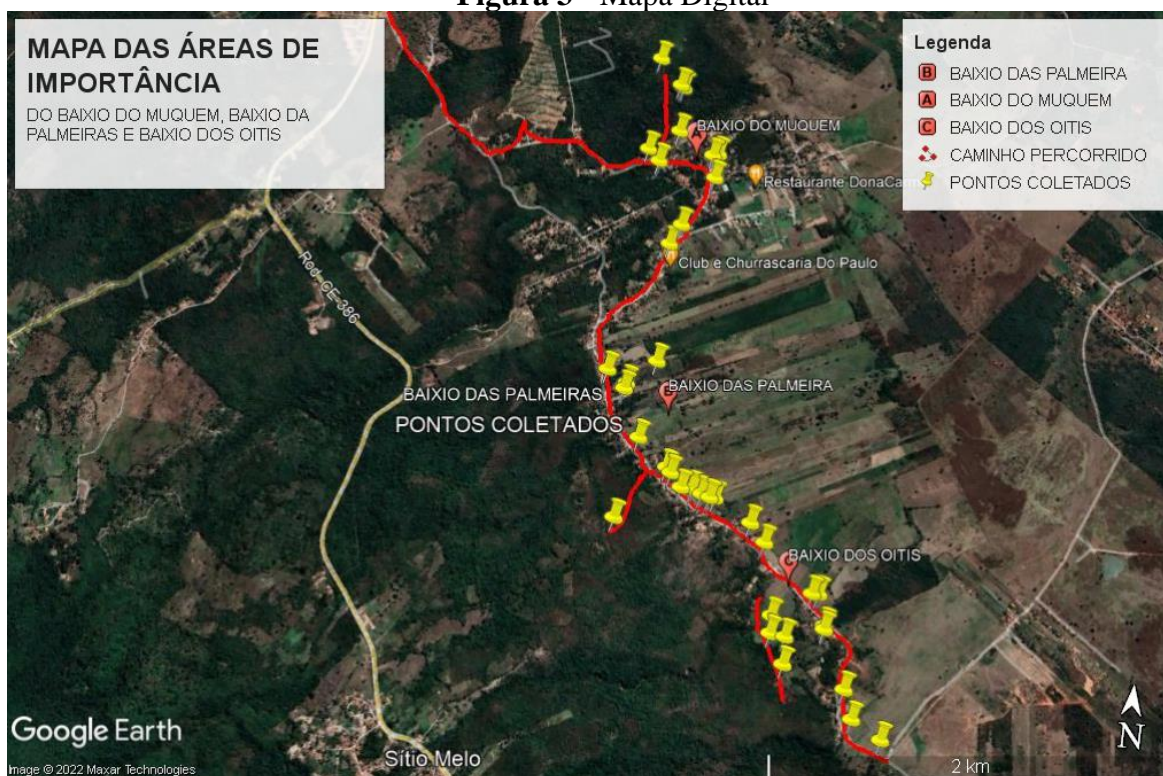 Figura 3 - Mapa Digital
MAPA DAS ÁREAS DE
IMPORTÂNCIA
DO BAIXIO DO MUQUEM, BAIXIO DA
PALMEIRAS E BAIXIO DOS OITIS
Legenda
B BAIXIO DAS PALMEIRA
A BAIXIO DO MUQUEM
C BAIXIO DOS OITIS
CAMINHO PERCORRIDO
PONTOS COLETADOS
BAIXIO DO MUQUEM
A
Restaurante DonaCarm
Club e Churrascaria Do Paulo
Rod. CE-386
BAIXIO DAS PALMEIRA
B
BAIXIO DAS PALMEIRAS
PONTOS COLETADOS
BAIXIO DOS OITIS
C
Sítio Melo
Google Earth
Image © 2022 Maxar Technologies
2 km
N